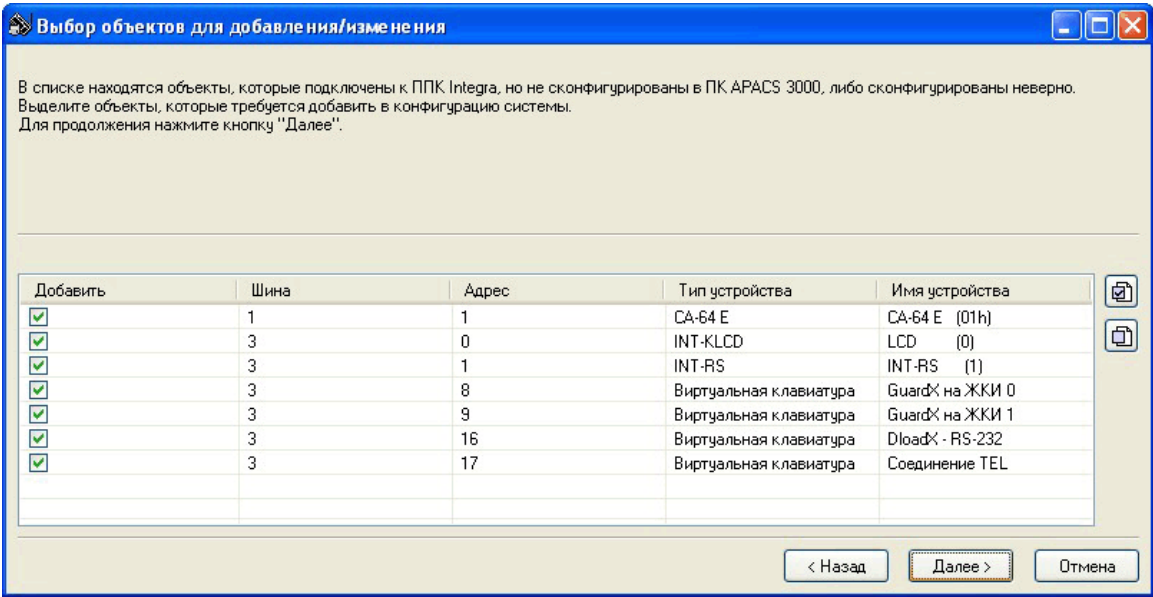 Выбор объектов для добавления/изменения
В списке находятся объекты, которые подключены к ППК Integra, но не сконфигурированы в ПК APACS 3000, либо сконфигурированы неверно.
Выделите объекты, которые требуется добавить в конфигурацию системы.
Для продолжения нажмите кнопку "Далее".
Добавить Шина Адрес Тип устройства Имя устройства
1 1 CA-64 E CA-64 E (01h)
3 0 INT-KLCD LCD (0)
3 1 INT-RS INT-RS (1)
3 8 Виртуальная клавиатура GuardX на ЖКИ 0
3 9 Виртуальная клавиатура GuardX на ЖКИ 1
3 16 Виртуальная клавиатура DloadX - RS-232
3 17 Виртуальная клавиатура Соединение TEL
< Назад Далее > Отмена